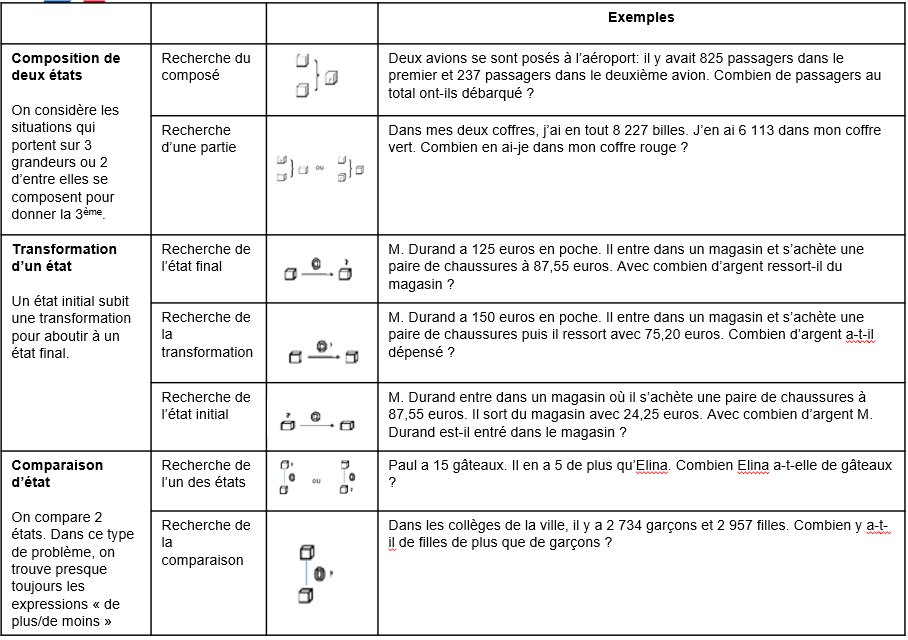 Exemples
Composition de
deux états
On considère les
situations qui
portent sur 3
grandeurs ou 2
d'entre elles se
composent pour
donner la 3ème.
Recherche du
composé
Deux avions se sont posés à l'aéroport: il y avait 825 passagers dans le
premier et 237 passagers dans le deuxième avion. Combien de passagers au
total ont-ils débarqué ?
Recherche
d'une partie
ou
Dans mes deux coffres, j'ai en tout 8 227 billes. J'en ai 6 113 dans mon coffre
vert. Combien en ai-je dans mon coffre rouge ?
Transformation
d'un état
Un état initial subit
une transformation
pour aboutir à un
état final.
Recherche de
l'état final
?
M. Durand a 125 euros en poche. Il entre dans un magasin et s'achète une
paire de chaussures à 87,55 euros. Avec combien d'argent ressort-il du
magasin ?
Recherche de
la
transformation
?
M. Durand a 150 euros en poche. Il entre dans un magasin et s'achète une
paire de chaussures puis il ressort avec 75,20 euros. Combien d'argent a-t-il
dépensé ?
Recherche de
l'état initial
?
M. Durand entre dans un magasin où il s'achète une paire de chaussures à
87,55 euros. Il sort du magasin avec 24,25 euros. Avec combien d'argent M.
Durand est-il entré dans le magasin ?
Comparaison
d'état
On compare 2
états. Dans ce type
de problème, on
trouve presque
toujours les
expressions « de
plus/de moins »
Recherche de
l'un des états
? ou ?
Paul a 15 gâteaux. Il en a 5 de plus qu'Elina. Combien Elina a-t-elle de gâteaux
?
Recherche de
la
comparaison
?
Dans les collèges de la ville, il y a 2 734 garçons et 2 957 filles. Combien y a-t-
il de filles de plus que de garçons ?